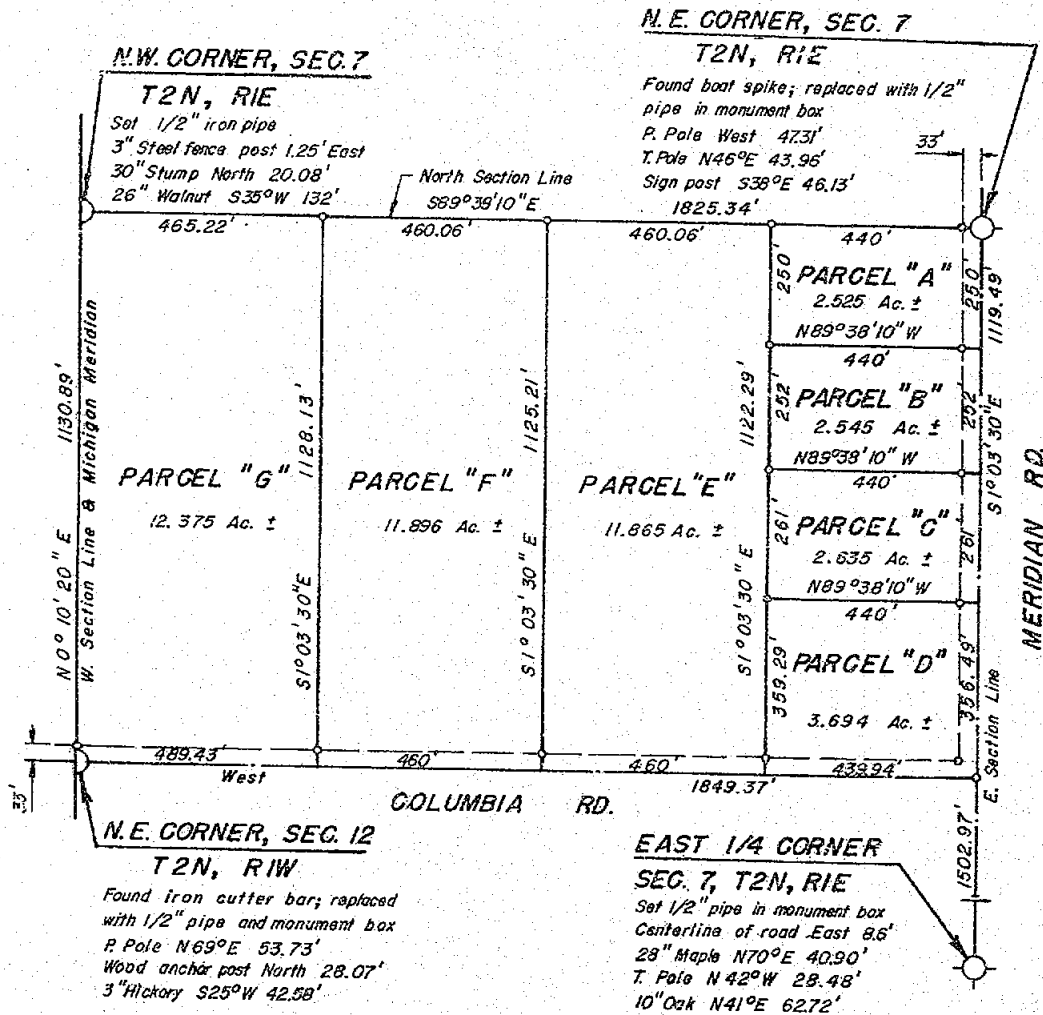 N.W. CORNER, SEC. 7
T2N, R1E
Set 1/2" iron pipe
3" Steel fence post 1.25' East
30" Stump North 20.08'
26" Walnut S35°W 132'
N.E. CORNER, SEC. 7
T2N, R1E
Found boat spike; replaced with 1/2"
pipe in monument box
P. Pole West 47.31'
T. Pole N46°E 43.96'
Sign post S38°E 46.13'
33'
North Section Line
S89°38'10"E
1825.34'
465.22'
460.06'
460.06'
440'
250'
PARCEL "A"
2.525 Ac. ±
N89°38'10" W
440'
250'
1119.49'
252'
PARCEL "B"
2.545 Ac. ±
N89°38'10" W
440'
252'
S1°03'30"E
261'
PARCEL "C"
2.635 Ac. ±
N89°38'10" W
440'
261'
359.29'
PARCEL "D"
3.694 Ac. ±
356.49'
E. Section Line
MERIDIAN RD.
1130.89'
N0°10'20" E
W. Section Line & Michigan Meridian
PARCEL "G"
12.375 Ac. ±
1128.13'
S1°03'30"E
PARCEL "F"
11.896 Ac. ±
1125.21'
S1°03'30" E
PARCEL "E"
11.865 Ac. ±
1122.29'
S1°03'30" E
489.43'
460'
460'
439.94'
West
1849.37'
33'
COLUMBIA RD.
1502.97'
N.E. CORNER, SEC. 12
T2N, R1W
Found iron cutter bar; replaced
with 1/2" pipe and monument box
P. Pole N69°E 53.73'
Wood anchor post North 28.07'
3" Hickory S25°W 42.58'
EAST 1/4 CORNER
SEC. 7, T2N, R1E
Set 1/2" pipe in monument box
Centerline of road East 8.6'
28" Maple N70°E 40.90'
T. Pole N42°W 28.48'
10" Oak N41°E 62.72'